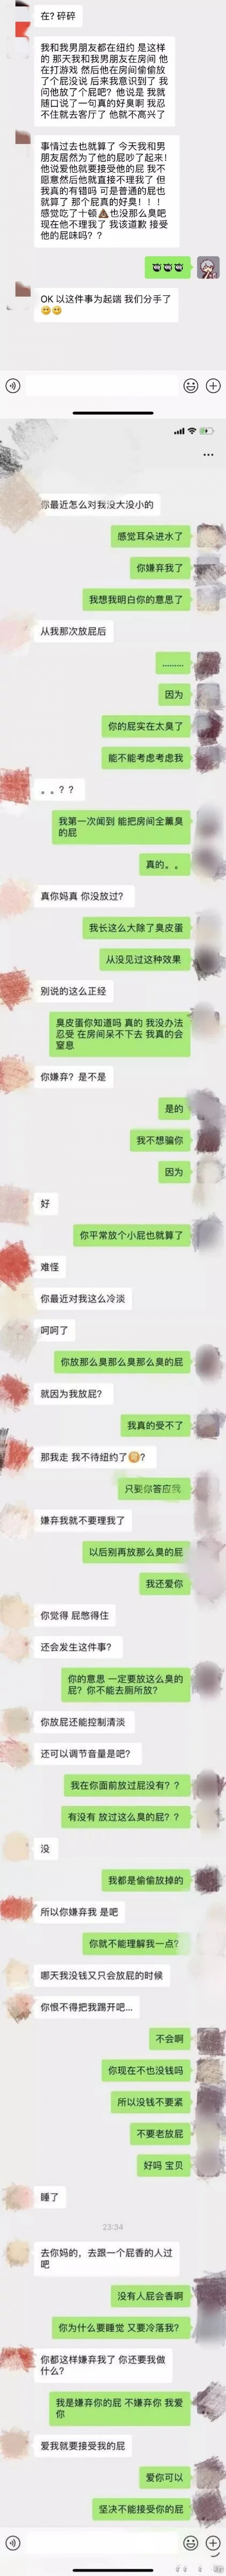 在? 碎碎
我和我男朋友都在纽约 是这样
的 那天我和我男朋友在房间 他
在打游戏 然后他在房间偷偷放
了个屁没说 后来我意识到了 我
问他放了个屁吧？他说是 我就
随口说了一句真的好臭啊 我忍
不住就去客厅了 他就不高兴了
事情过去也就算了 今天我和男
朋友居然为了他的屁吵了起来!
他说爱他就要接受他的屁 我不
愿意然后他就直接不理我了 但
我真的有错吗 可是普通的屁也
就算了 那个屁真的好臭！！！
感觉吃了十顿💩也没那么臭吧
现在他不理我了 我该道歉 接受
他的屁味吗？？
OK 以这件事为起端 我们分手了
你最近怎么对我没大没小的
感觉耳朵进水了
你嫌弃我了
我想我明白你的意思了
从我那次放屁后
.........
因为
你的屁实在太臭了
能不能考虑考虑我
。。？？
我第一次闻到 能把房间全薰臭
的屁
真的。。
真你妈真 你没放过?
我长这么大除了臭皮蛋
从没见过这种效果
别说的这么正经
臭皮蛋你知道吗 真的 我没办法
忍受 在房间呆不下去 我真的会
窒息
你嫌弃？是不是
是的
我不想骗你
因为
好
你平常放个小屁也就算了
难怪
你最近对我这么冷淡
呵呵了
你放那么臭那么臭那么臭的屁
就因为我放屁?
我真的受不了
那我走 我不待纽约了?
只要你答应我
嫌弃我就不要理我了
以后别再放那么臭的屁
我还爱你
你觉得 屁憋得住
还会发生这件事?
你的意思 一定要放这么臭的
屁？你不能去厕所放?
你放屁还能控制清淡
还可以调节音量是吧?
我在你面前放过屁没有？？
有没有 放过这么臭的屁？？
没
我都是偷偷放掉的
所以你嫌弃我 是吧
你就不能理解我一点?
哪天我没钱又只会放屁的时候
你恨不得把我踢开吧...
不会啊
你现在不也没钱吗
所以没钱不要紧
不要老放屁
好吗 宝贝
睡了
23:34
去你妈的，去跟一个屁香的人过
吧
没有人屁会香啊
你为什么要睡觉 又要冷落我?
你都这样嫌弃我了 你还要我做
什么?
我是嫌弃你的屁 不嫌弃你 我爱
你
爱我就要接受我的屁
爱你可以
坚决不能接受你的屁